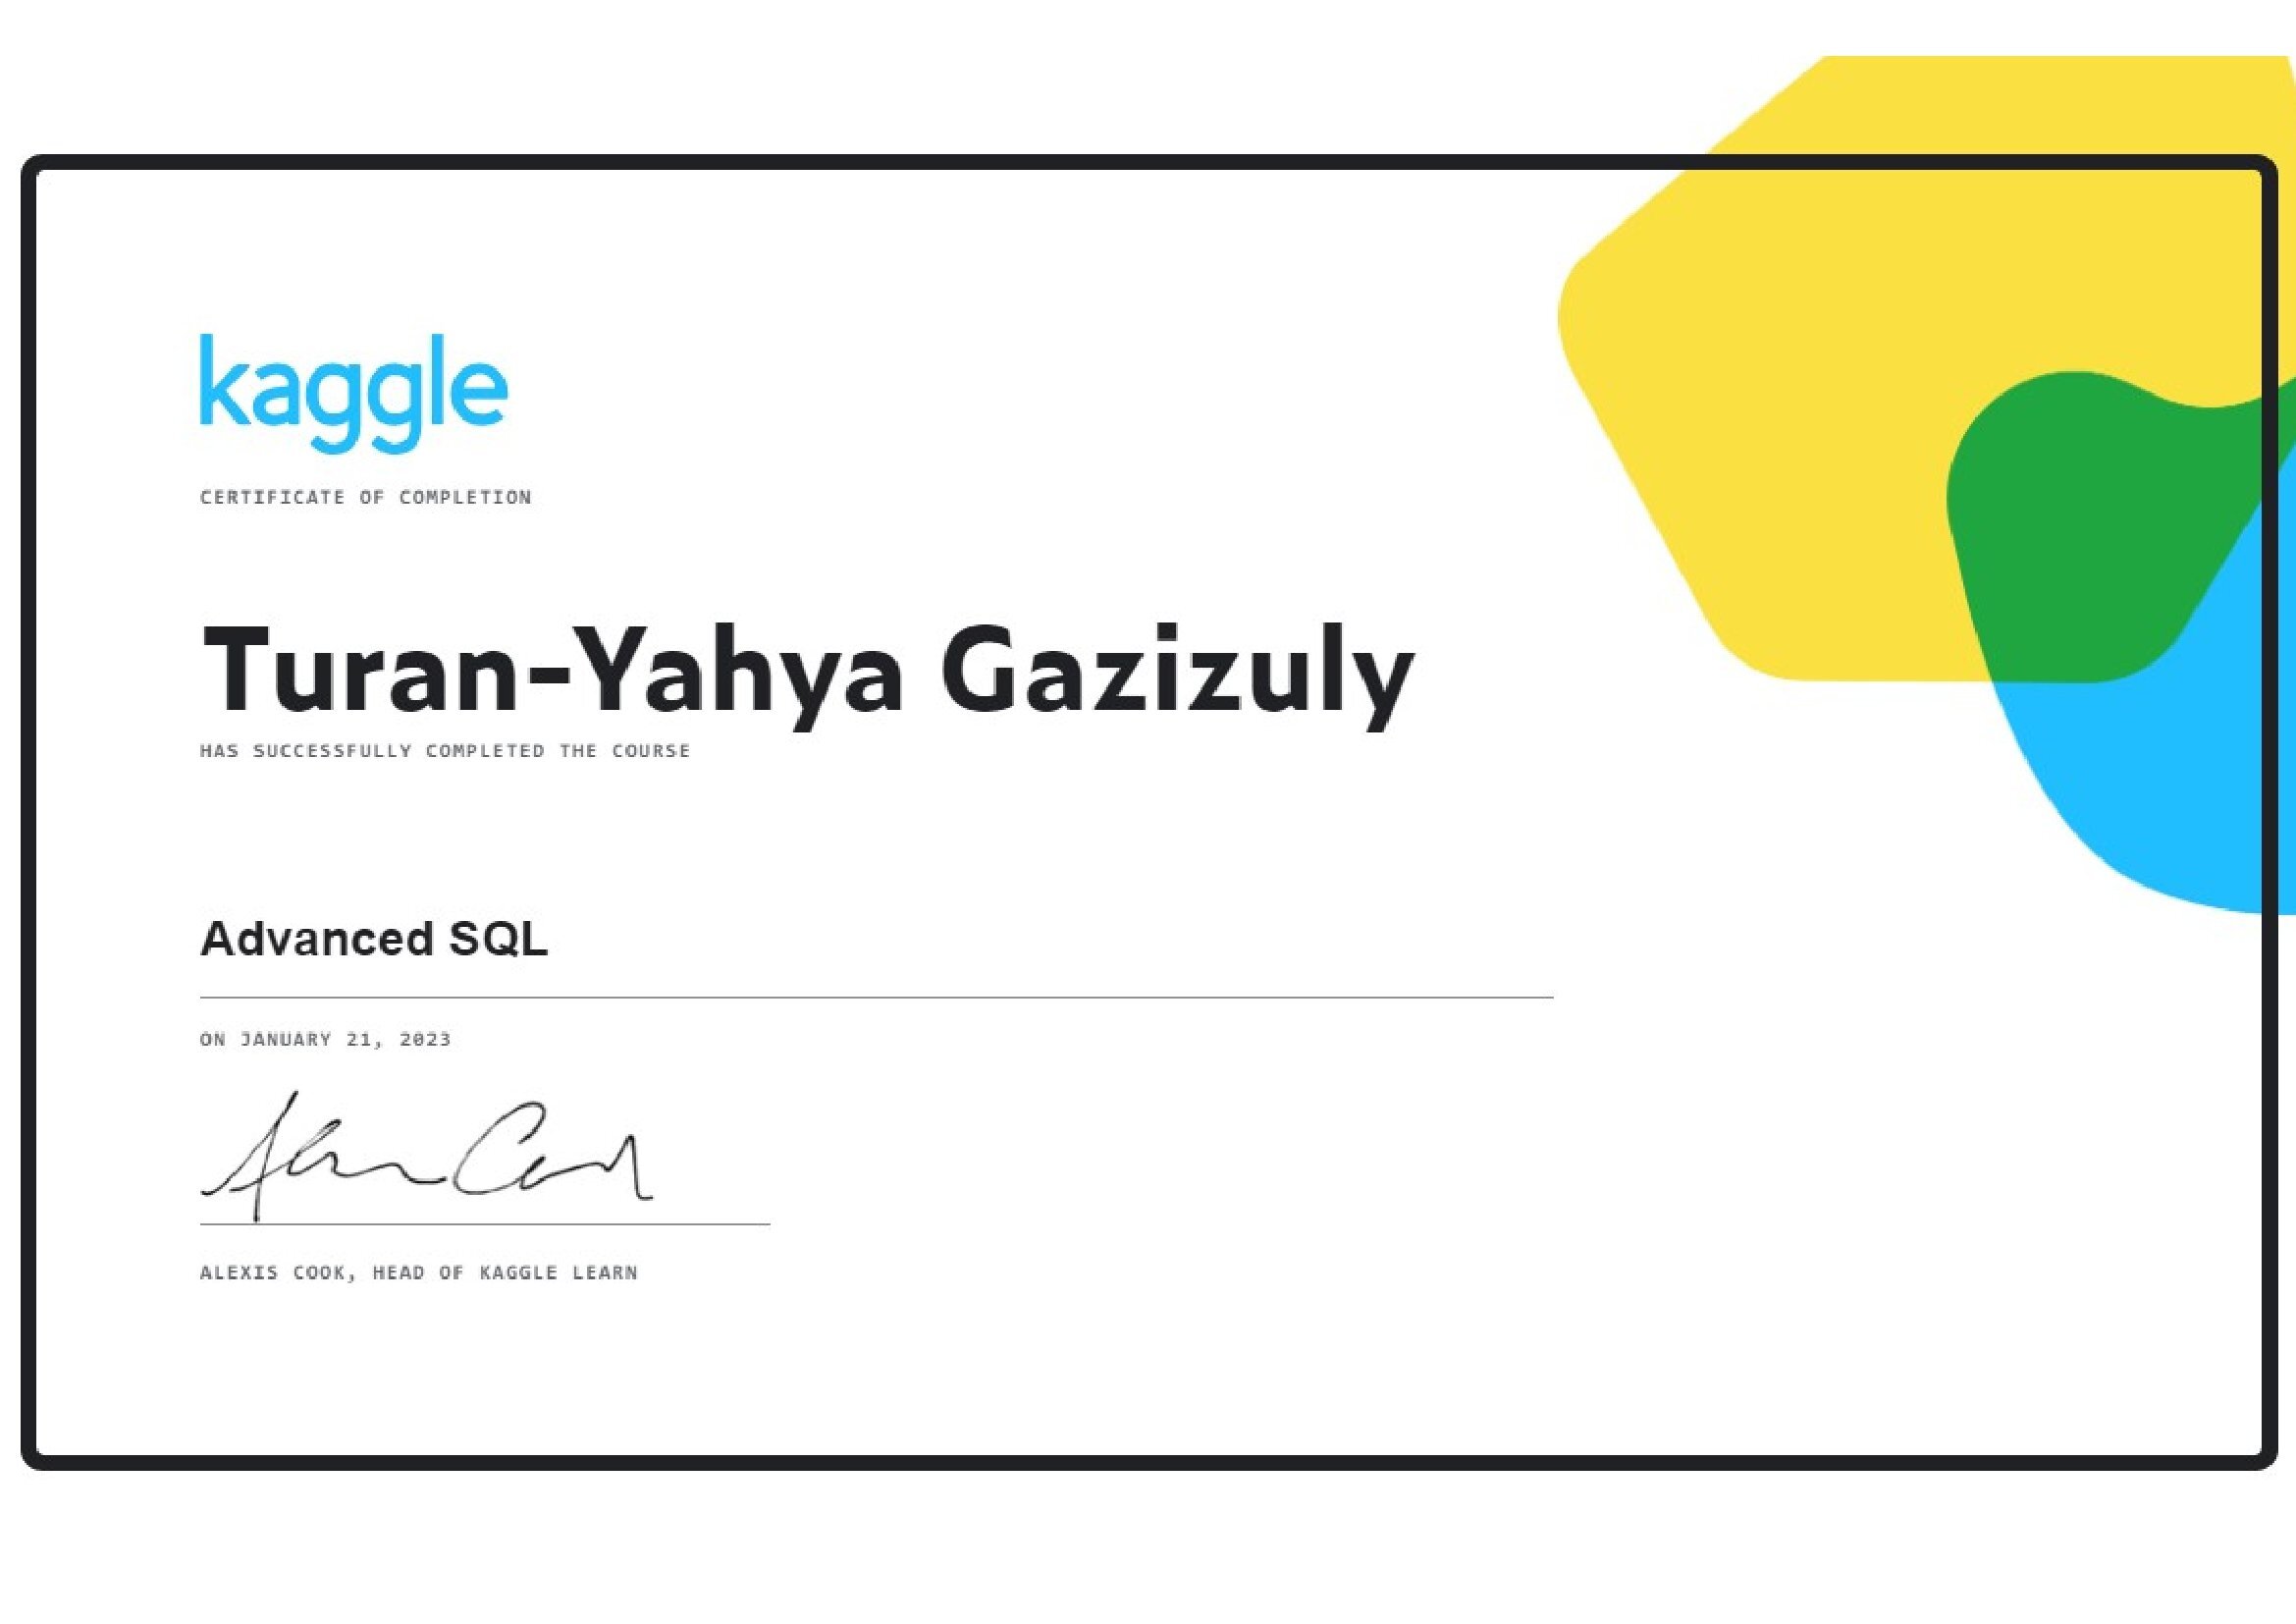 kaggle
CERTIFICATE OF COMPLETION
Turan-Yahya Gazizuly
HAS SUCCESSFULLY COMPLETED THE COURSE
Advanced SQL
ON JANUARY 21, 2023
ALEXIS COOK, HEAD OF KAGGLE LEARN